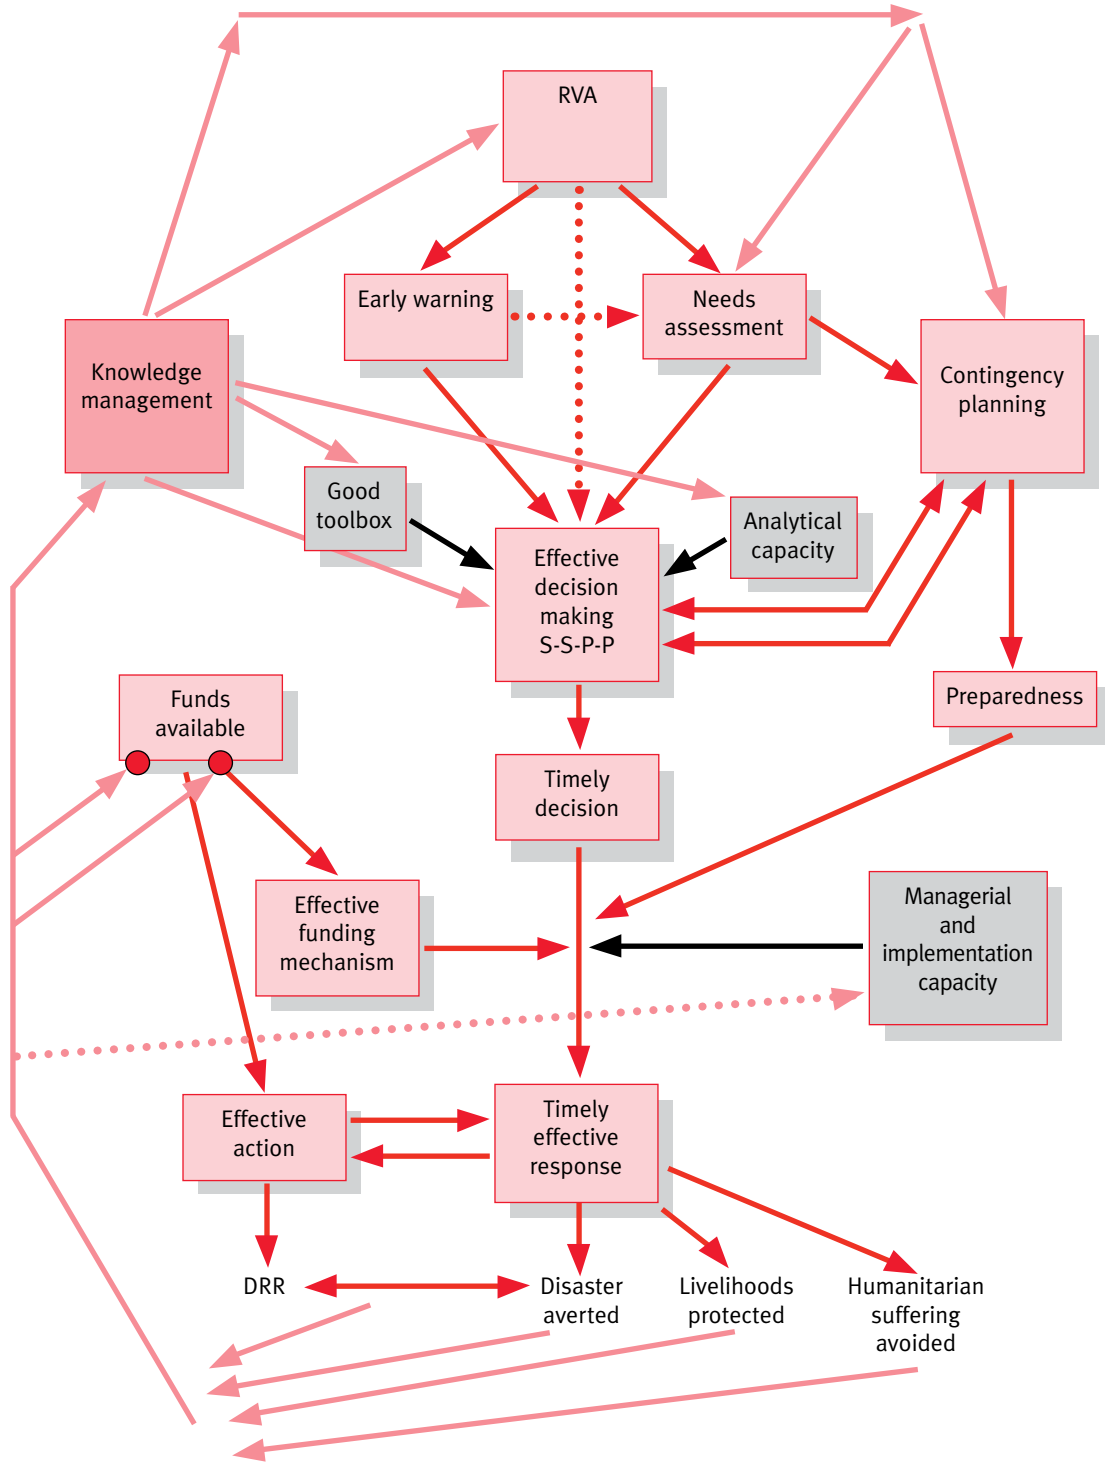 RVA
Early warning
Needs
assessment
Knowledge
management
Contingency
planning
Good
toolbox
Analytical
capacity
Effective
decision
making
S-S-P-P
Funds
available
Preparedness
Timely
decision
Effective
funding
mechanism
Managerial
and
implementation
capacity
Effective
action
Timely
effective
response
DRR
Disaster
averted
Livelihoods
protected
Humanitarian
suffering
avoided